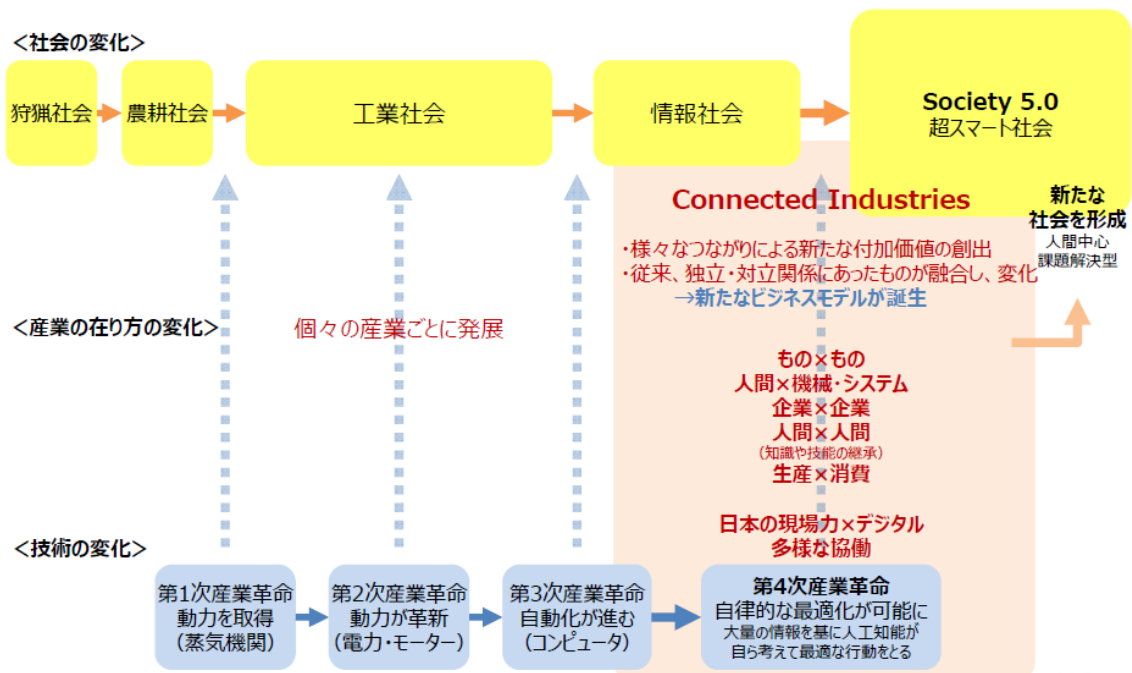 <社会の変化>
狩猟社会
農耕社会
工業社会
情報社会
Society 5.0
超スマート社会
Connected Industries
・様々なつながりによる新たな付加価値の創出
・従来、独立・対立関係にあったものが融合し、変化
→新たなビジネスモデルが誕生
新たな
社会を形成
人間中心
課題解決型
<産業の在り方の変化>
個々の産業ごとに発展
もの×もの
人間×機械・システム
企業×企業
人間×人間
(知識や技能の継承)
生産×消費
日本の現場力×デジタル
多様な協働
<技術の変化>
第1次産業革命
動力を取得
(蒸気機関)
第2次産業革命
動力が革新
(電力・モーター)
第3次産業革命
自動化が進む
(コンピュータ)
第4次産業革命
自律的な最適化が可能に
大量の情報を基に人工知能が
自ら考えて最適な行動をとる